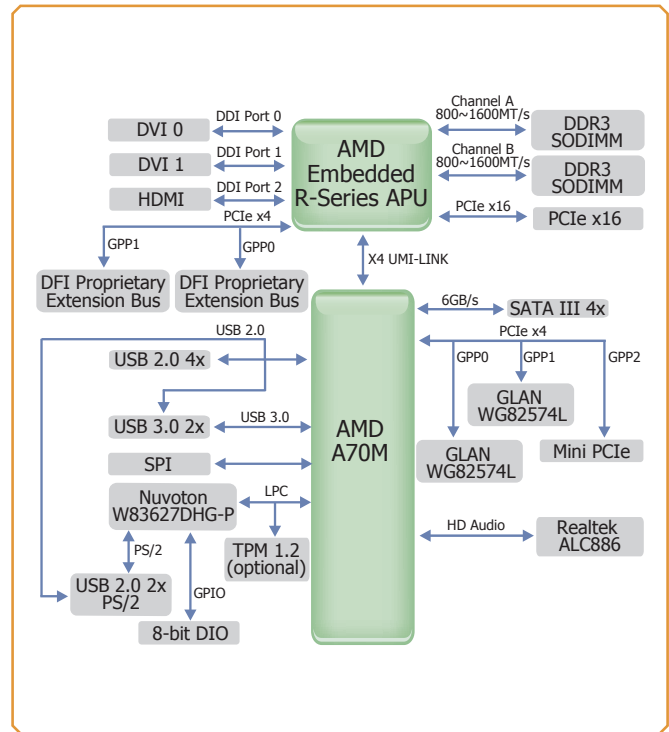 DVI 0
DDI Port 0
DVI 1
DDI Port 1
HDMI
DDI Port 2
AMD
Embedded
R-Series APU
Channel A
800~1600MT/s
DDR3
SODIMM
Channel B
800~1600MT/s
DDR3
SODIMM
PCIe x16
PCIe x16
PCIe x4
GPP1
GPP0
DFI Proprietary
Extension Bus
DFI Proprietary
Extension Bus
X4 UMI-LINK
AMD
A70M
6GB/s
SATA III 4x
USB 2.0
USB 2.0 4x
PCIe x4
GPP0
GPP1
GPP2
GLAN
WG82574L
GLAN
WG82574L
Mini PCIe
USB 3.0 2x
USB 3.0
SPI
Nuvoton
W83627DHG-P
LPC
TPM 1.2
(optional)
HD Audio
Realtek
ALC886
PS/2
USB 2.0 2x
PS/2
GPIO
8-bit DIO